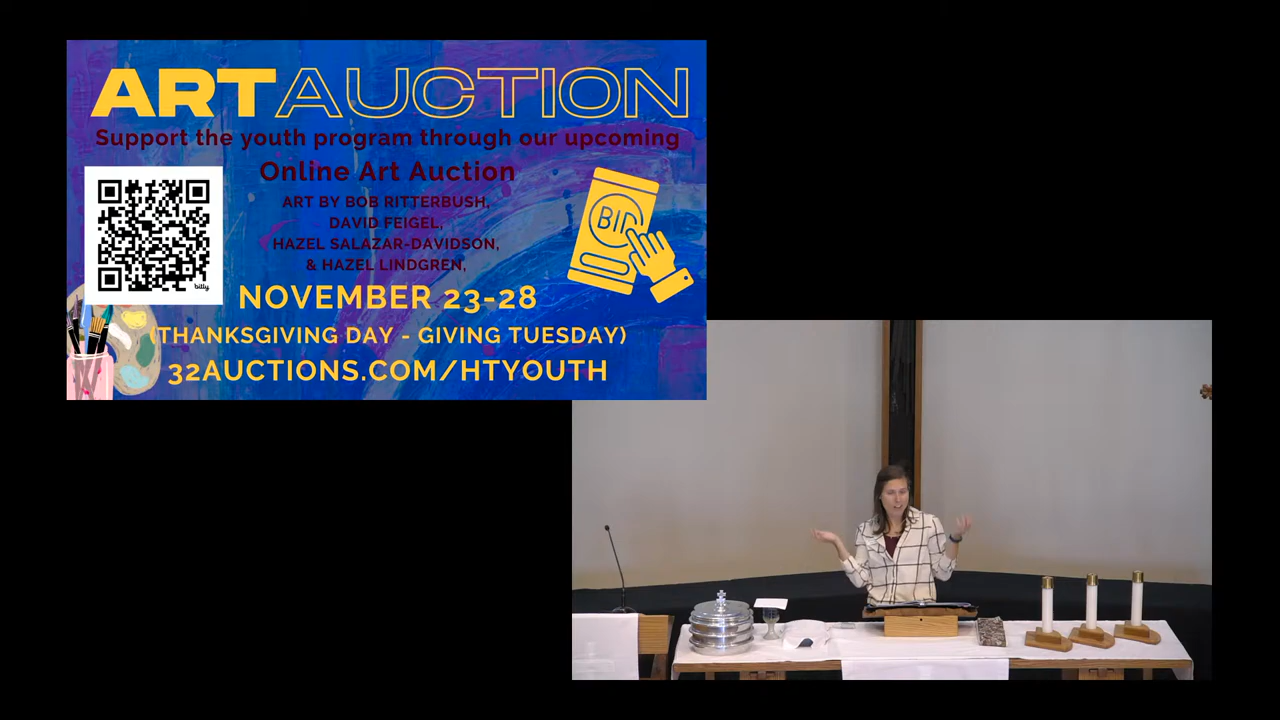 ARTAUCTION
Support the youth program through our upcoming
Online Art Auction
ART BY BOB RITTERBUSH,
DAVID FEIGEL,
HAZEL SALAZAR-DAVIDSON,
& HAZEL LINDGREN,
BID
bitly
NOVEMBER 23-28
(THANKSGIVING DAY - GIVING TUESDAY)
32AUCTIONS.COM/HTYOUTH